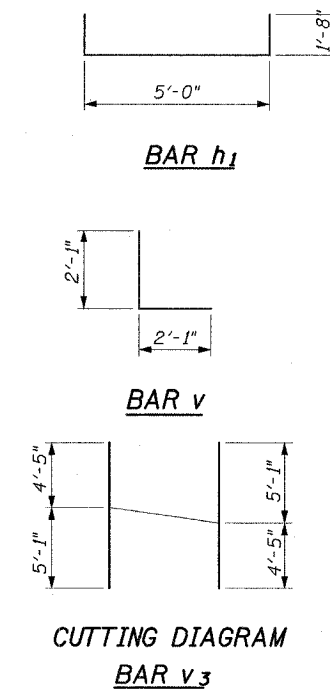 1'-8"
5'-0"
BAR h1
2'-1"
2'-1"
BAR v
4'-5"
5'-1"
5'-1"
4'-5"
CUTTING DIAGRAM
BAR v3